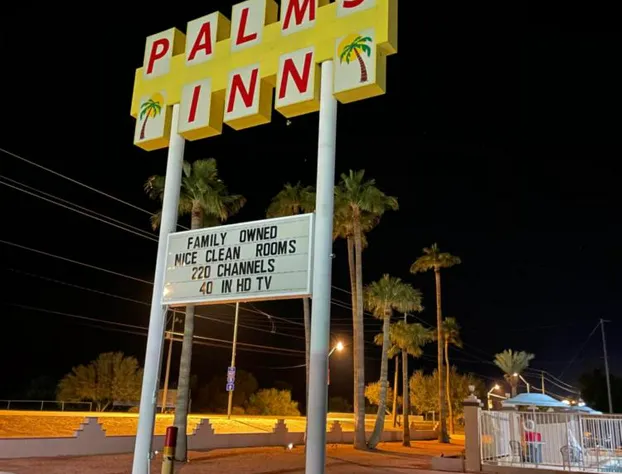 PALMS
INN
FAMILY OWNED
NICE CLEAN ROOMS
220 CHANNELS
40 IN HD TV